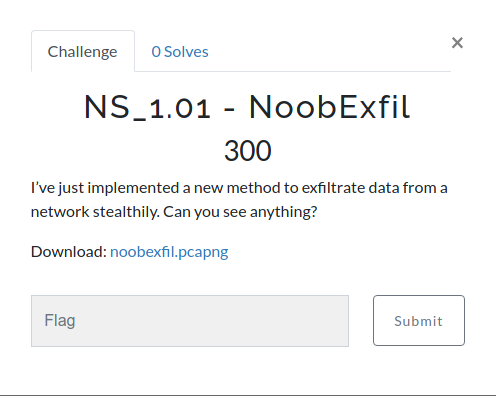 Challenge
0 Solves
×
NS_1.01 - NoobExfil
300
I've just implemented a new method to exfiltrate data from a
network stealthily. Can you see anything?
Download: noobexfil.pcapng
Flag
Submit